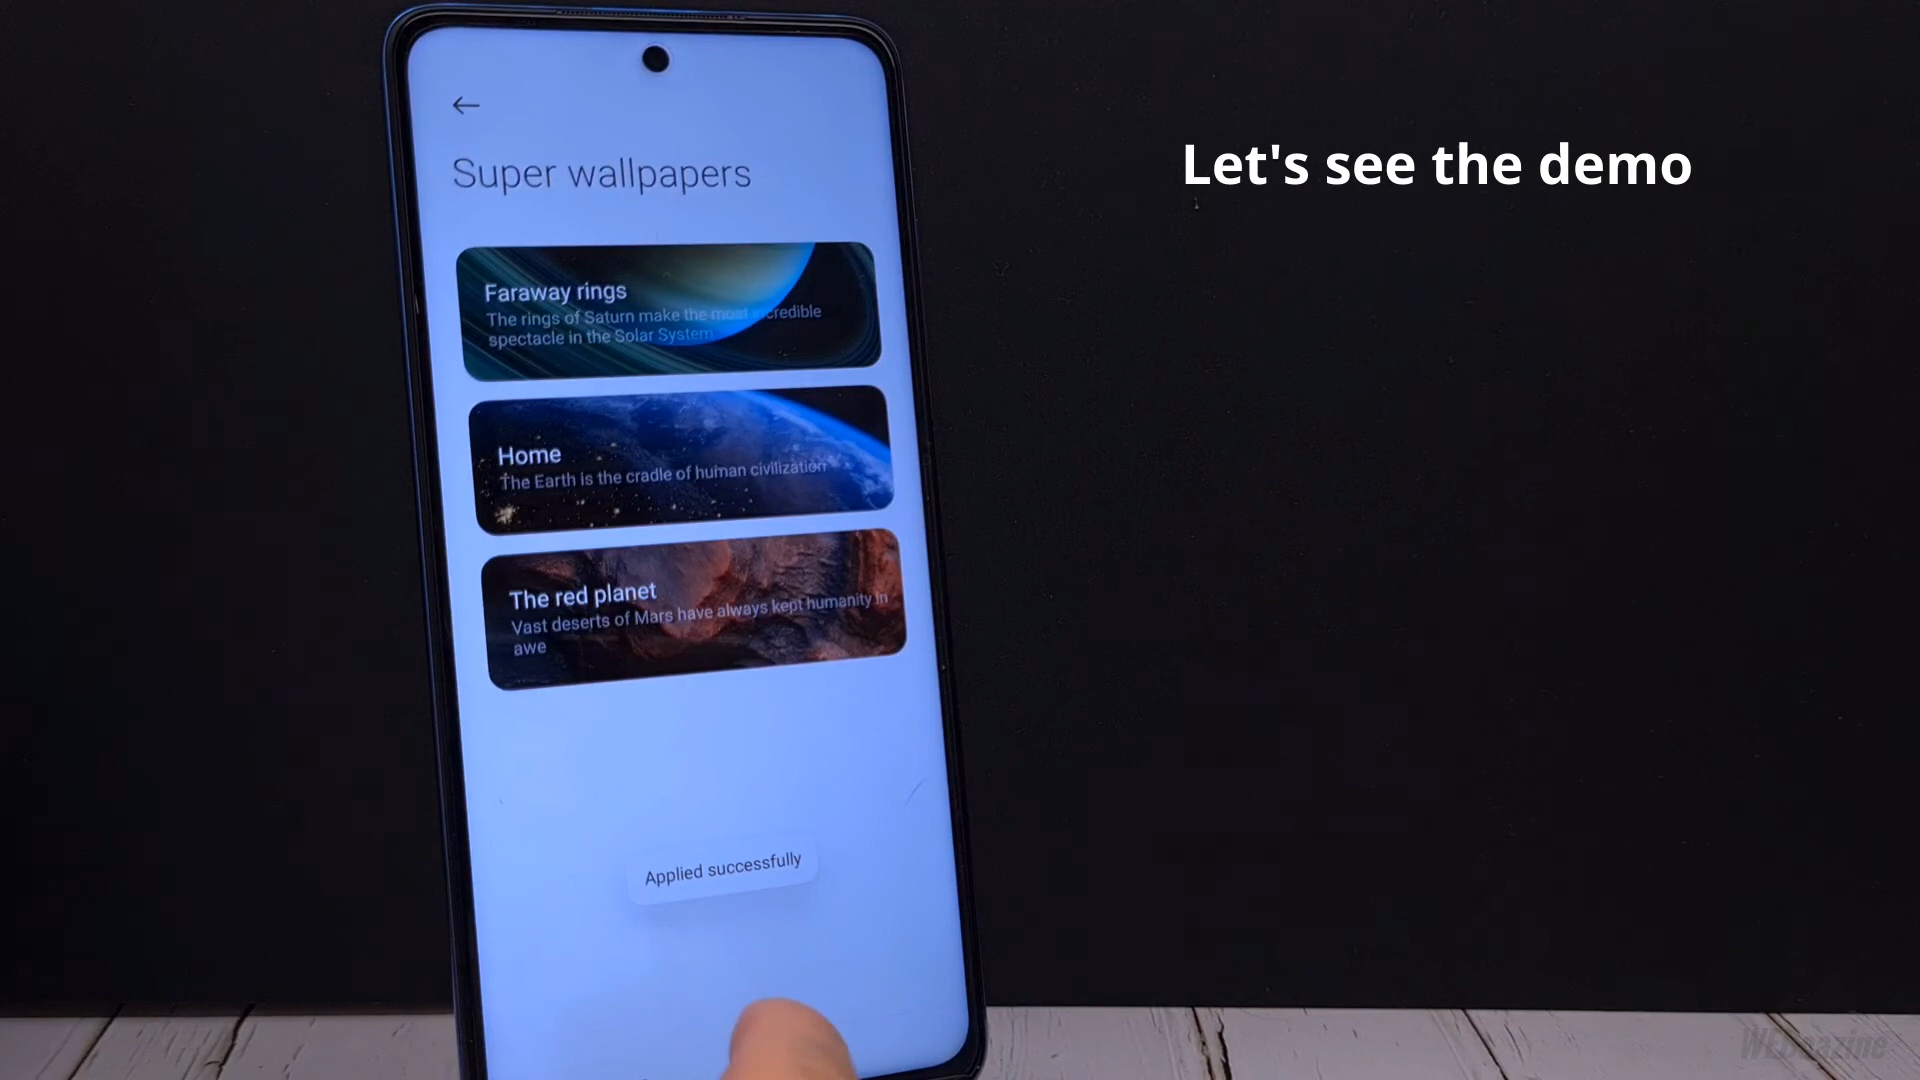 Let's see the demo
Super wallpapers
Faraway rings
The rings of Saturn make the most incredible
spectacle in the Solar System
Home
The Earth is the cradle of human civilization
The red planet
Vast deserts of Mars have always kept humanity in
awe
Applied successfully